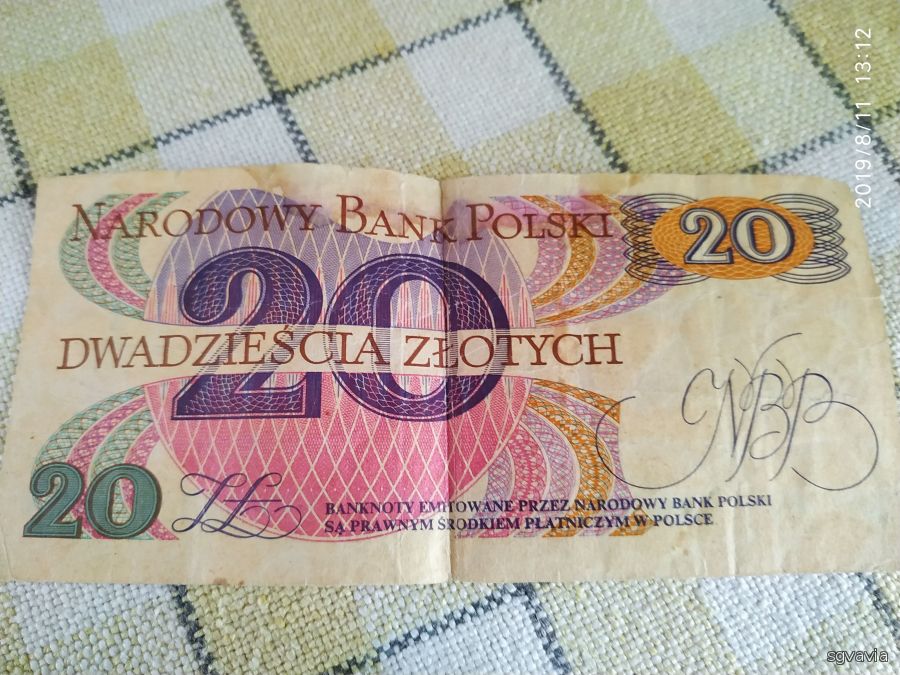 2019/8/11 13:12
NARODOWY BANK POLSKI
20
20
DWADZIEŚCIA ZŁOTYCH
NBP
20
ZŁ
BANKNOTY EMITOWANE PRZEZ NARODOWY BANK POLSKI
SĄ PRAWNYM ŚRODKIEM PŁATNICZYM W POLSCE
sgvavia